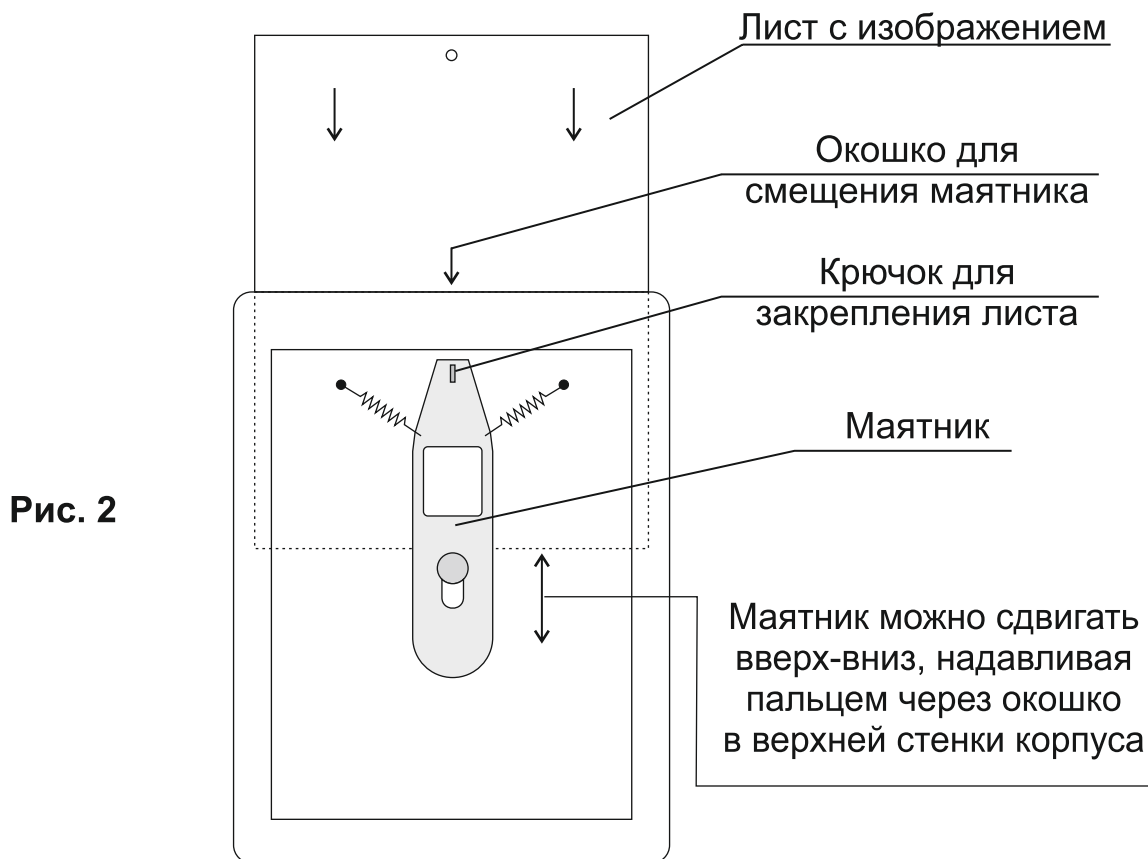 Лист с изображением
Окошко для
смещения маятника
Крючок для
закрепления листа
Маятник
Рис. 2
Маятник можно сдвигать
вверх-вниз, надавливая
пальцем через окошко
в верхней стенки корпуса